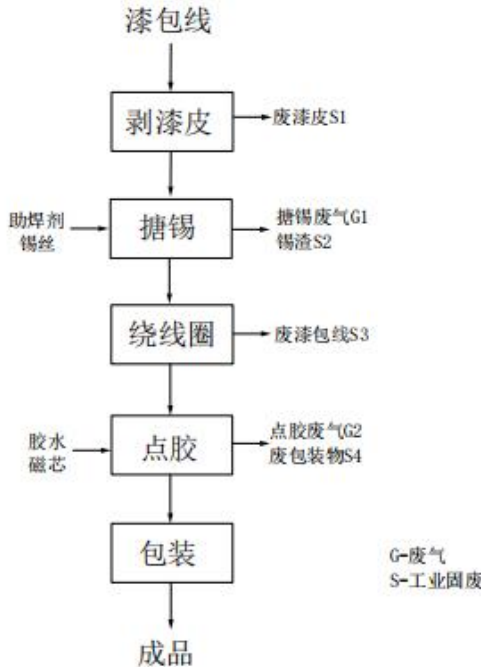 漆包线
剥漆皮
废漆皮S1
助焊剂
锡丝
搪锡
搪锡废气G1
锡渣S2
绕线圈
废漆包线S3
胶水
磁芯
点胶
点胶废气G2
废包装物S4
包装
G-废气
S-工业固废
成品